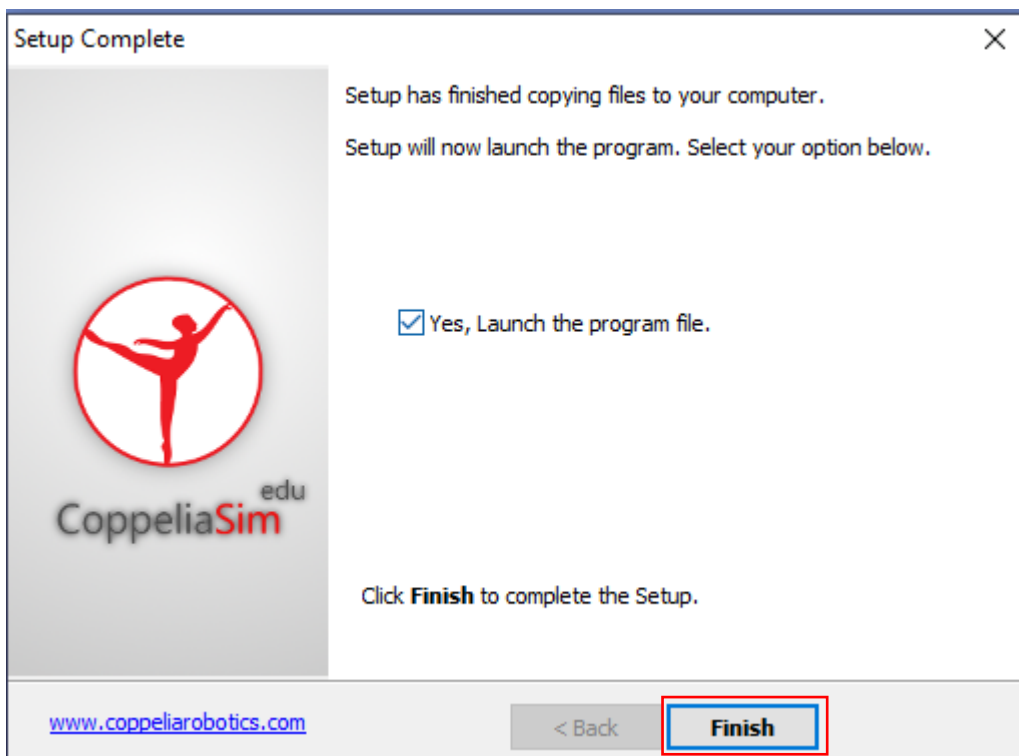 Setup Complete
Setup has finished copying files to your computer.
Setup will now launch the program. Select your option below.
Yes, Launch the program file.
edu
CoppeliaSim
Click Finish to complete the Setup.
www.coppeliarobotics.com
< Back
Finish